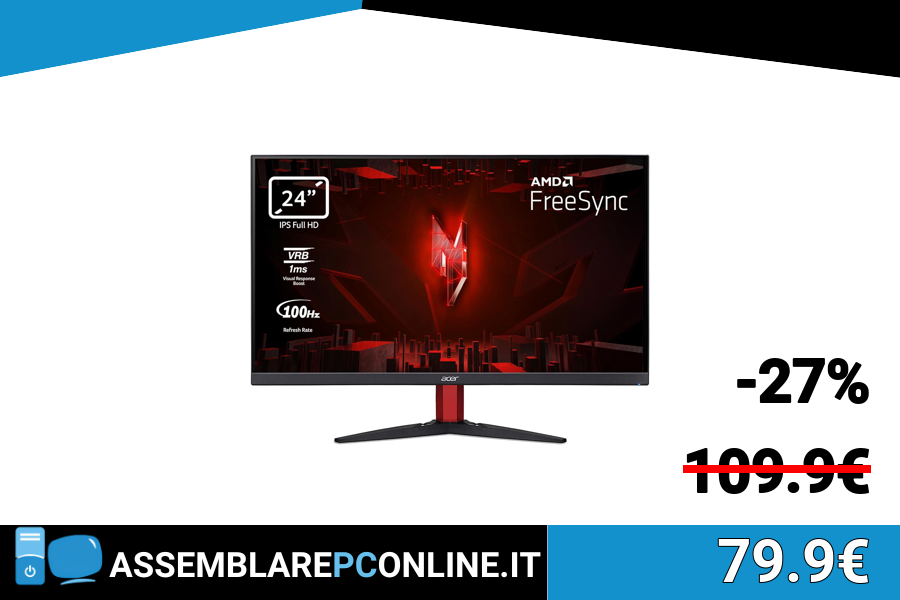 24”
IPS Full HD
VRB
1ms
Visual Response
Boost
100Hz
Refresh Rate
AMD
FreeSync
acer
-27%
109.9€
ASSEMBLAREPCONLINE.IT
79.9€